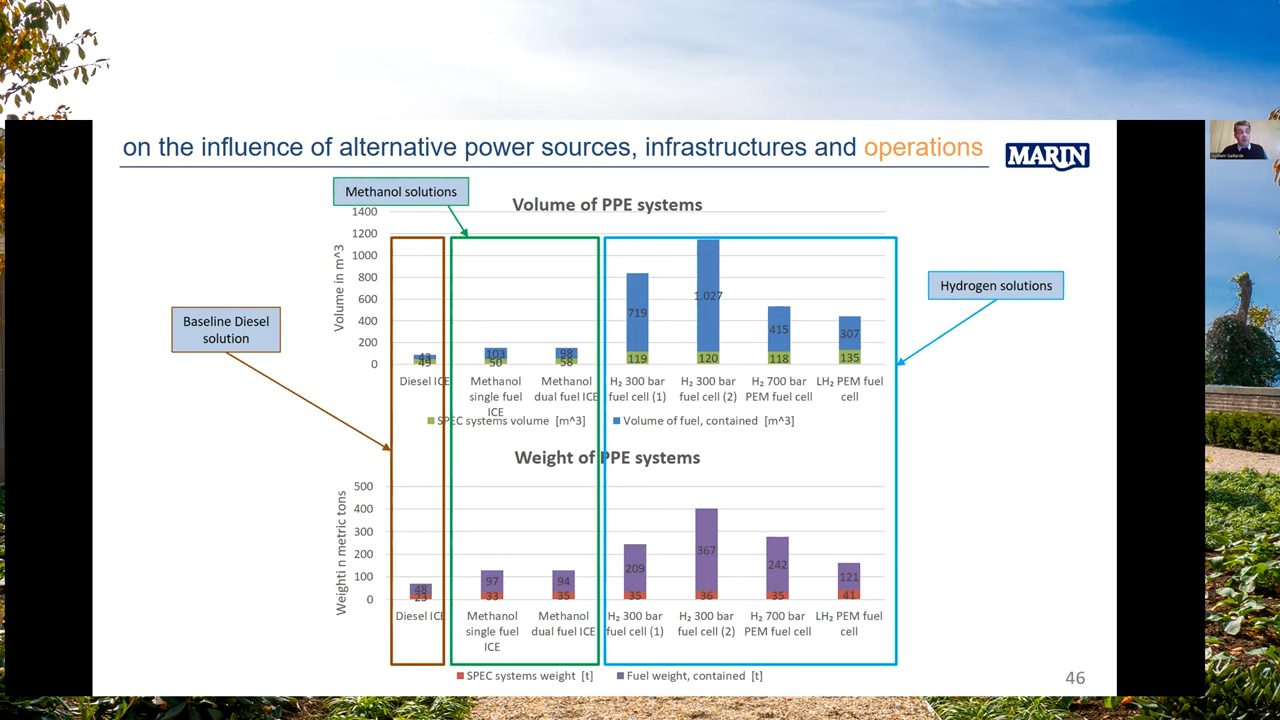 on the influence of alternative power sources, infrastructures and operations
MARIN
Methanol solutions
Volume of PPE systems
Volume in m^3
1400
1200
1000
800
600
400
200
0
43
49
103
50
98
58
719
119
1.027
120
415
118
307
135
Diesel ICE
Methanol single fuel ICE
Methanol dual fuel ICE
H₂ 300 bar fuel cell (1)
H₂ 300 bar fuel cell (2)
H₂ 700 bar PEM fuel cell
LH₂ PEM fuel cell
SPEC systems volume [m^3]
Volume of fuel, contained [m^3]
Baseline Diesel
solution
Hydrogen solutions
Weight of PPE systems
Weighti n metric tons
500
400
300
200
100
0
48
23
97
33
94
35
209
35
367
36
242
35
121
41
Diesel ICE
Methanol single fuel ICE
Methanol dual fuel ICE
H₂ 300 bar fuel cell (1)
H₂ 300 bar fuel cell (2)
H₂ 700 bar PEM fuel cell
LH₂ PEM fuel cell
SPEC systems weight [t]
Fuel weight, contained [t]
46